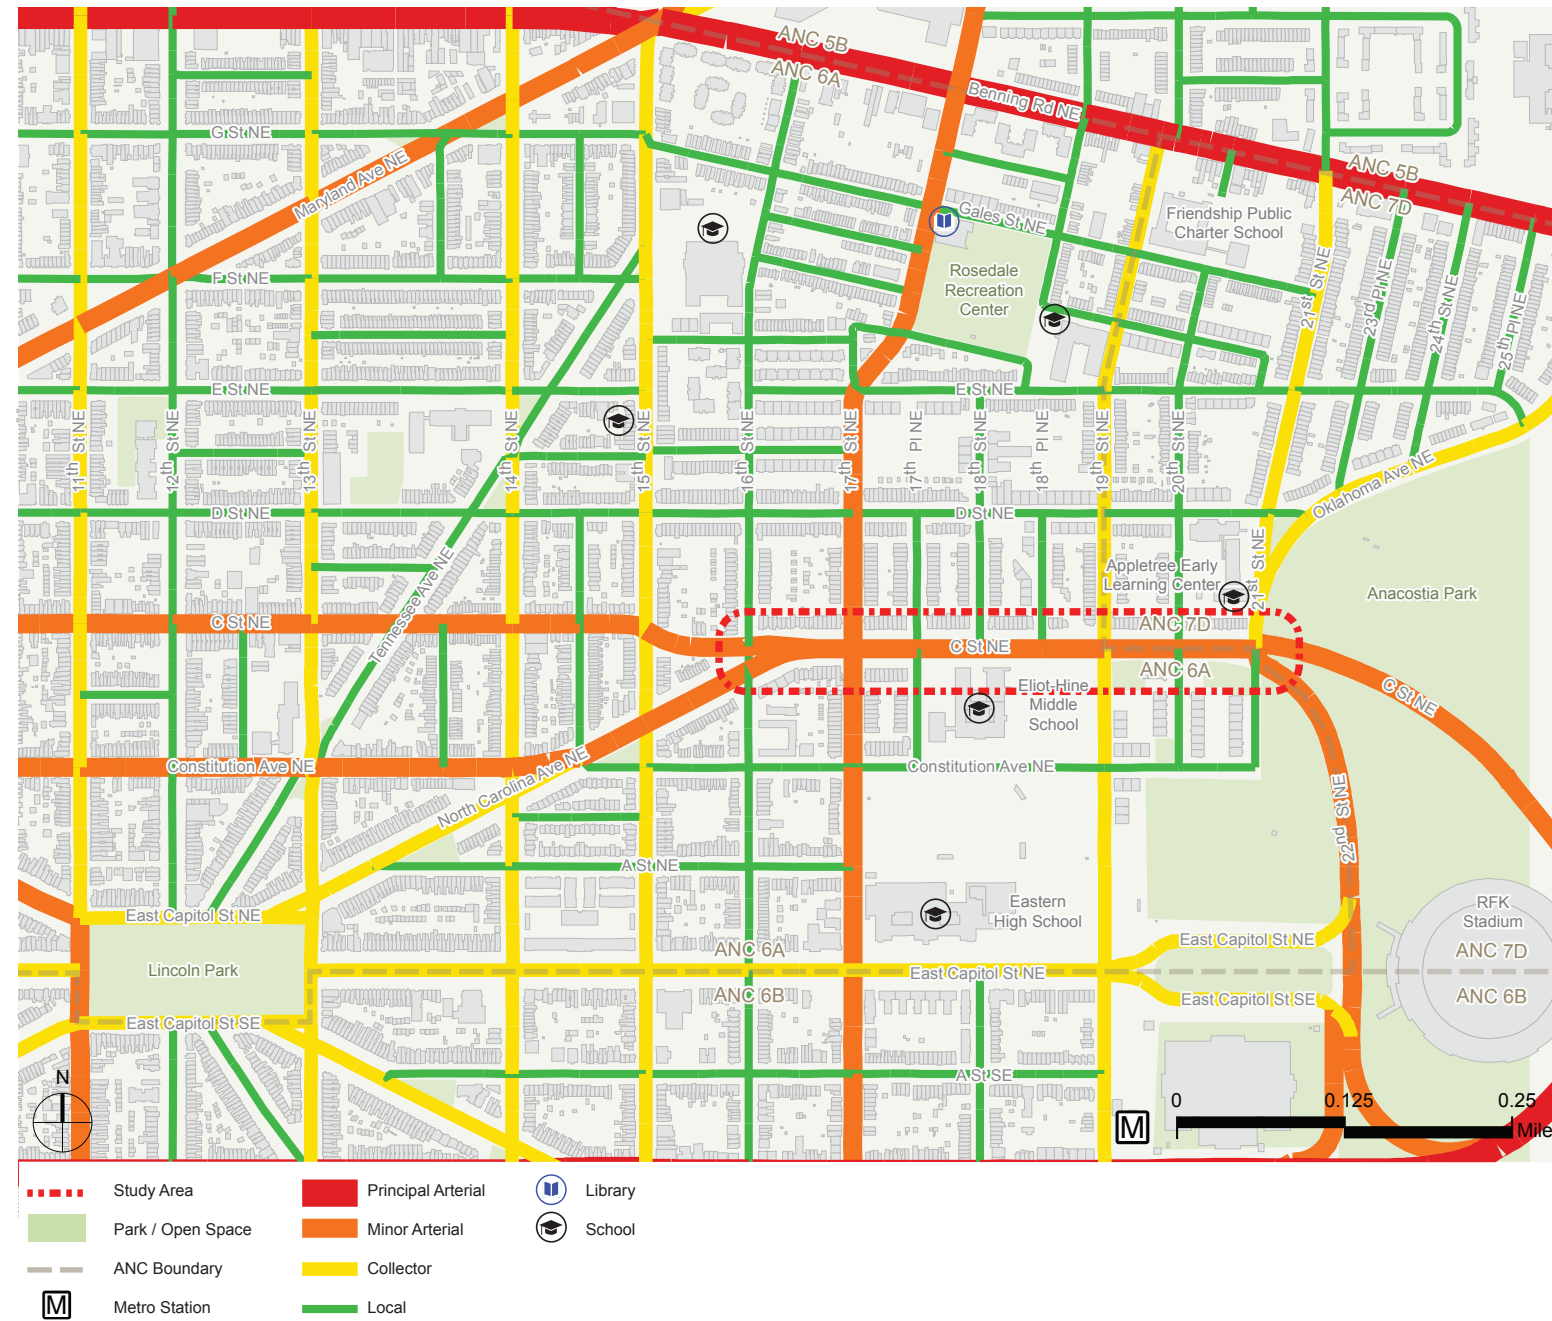 ANC 5B
ANC 6A
Benning Rd NE
ANC 5B
ANC 7D
G St NE
Maryland Ave NE
Gales St NE
Friendship Public
Charter School
F St NE
Rosedale
Recreation
Center
21st St NE
23rd Pl NE
24th St NE
25th Pl NE
E St NE
E St NE
11th St NE
12th St NE
13th St NE
14th St NE
15th St NE
16th St NE
17th St NE
17th Pl NE
18th St NE
18th Pl NE
19th St NE
20th St NE
Oklahoma Ave NE
D St NE
D St NE
21st St NE
Tennessee Ave NE
Appletree Early
Learning Center
Anacostia Park
C St NE
ANC 7D
C St NE
ANC 6A
Eliot-Hine
Middle
School
C St NE
Constitution Ave NE
Constitution Ave NE
North Carolina Ave NE
22nd St NE
A St NE
East Capitol St NE
Eastern
High School
RFK
Stadium
East Capitol St NE
ANC 6A
ANC 7D
Lincoln Park
East Capitol St NE
ANC 6B
East Capitol St SE
ANC 6B
East Capitol St SE
A St SE
N
M
0 0.125 0.25
Mile
Study Area
Principal Arterial
Library
Park / Open Space
Minor Arterial
School
ANC Boundary
Collector
M Metro Station
Local